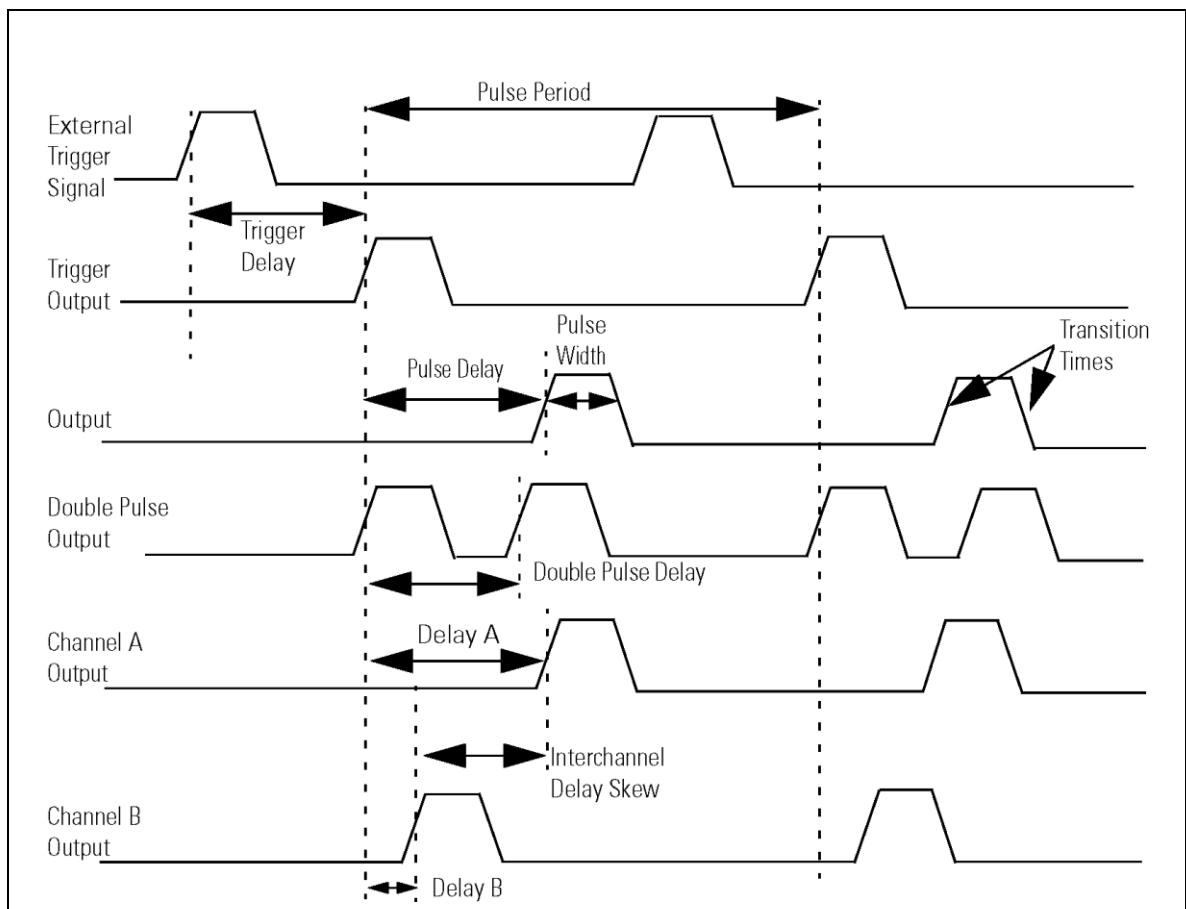 Pulse Period
External
Trigger
Signal
Trigger
Delay
Trigger
Output
Pulse
Width
Transition
Times
Pulse Delay
Output
Double Pulse
Output
Double Pulse Delay
Channel A
Output
Delay A
Interchannel
Delay Skew
Channel B
Output
Delay B